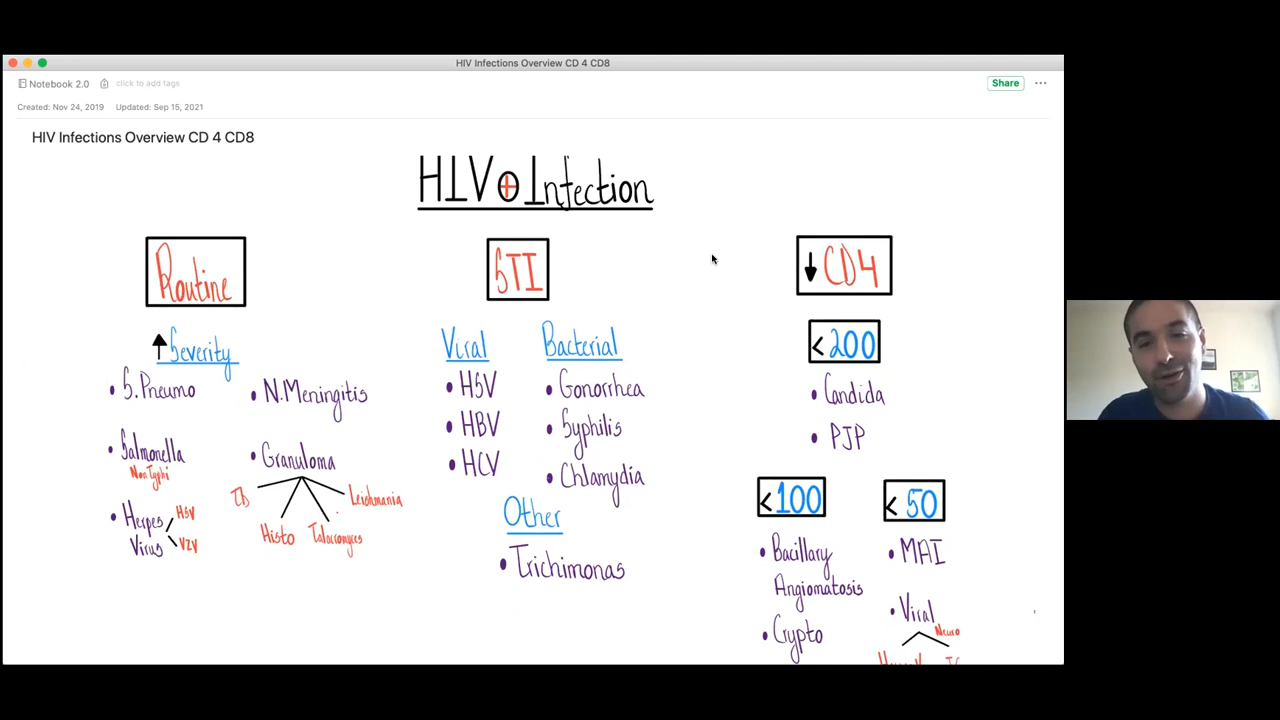 HIV Infections Overview CD 4 CD8
Notebook 2.0
click to add tags
Share
Created: Nov 24, 2019
Updated: Sep 15, 2021
HIV Infections Overview CD 4 CD8
HIV + Infection
Routine
↑ Severity
• S.Pneumo
• Salmonella
Non Typhi
• Herpes
Virus
HSV
VZV
• N.Meningitis
• Granuloma
TB
Histo
Talaromyces
Leishmania
STI
Viral
• HSV
• HBV
• HCV
Bacterial
• Gonorrhea
• Syphilis
• Chlamydia
Other
• Trichimonas
↓ CD4
<200
• Candida
• PJP
<100
• Bacillary
Angiomatosis
• Crypto
<50
• MAI
• Viral
Neuro